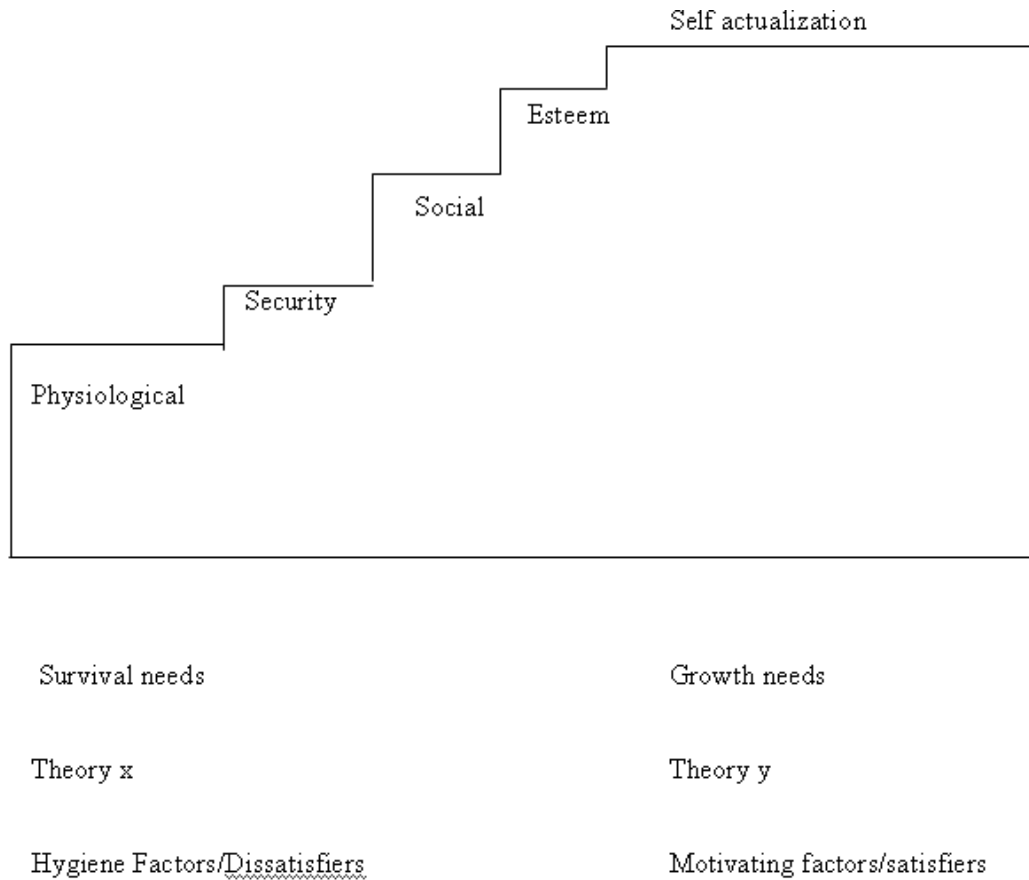 Self actualization
Esteem
Social
Security
Physiological
Survival needs
Growth needs
Theory x
Theory y
Hygiene Factors/Dissatisfiers
Motivating factors/satisfiers